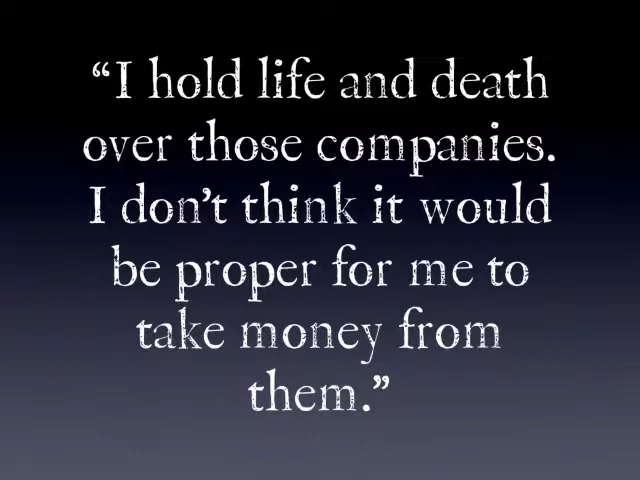 “I hold life and death
over those companies.
I don’t think it would
be proper for me to
take money from
them.”